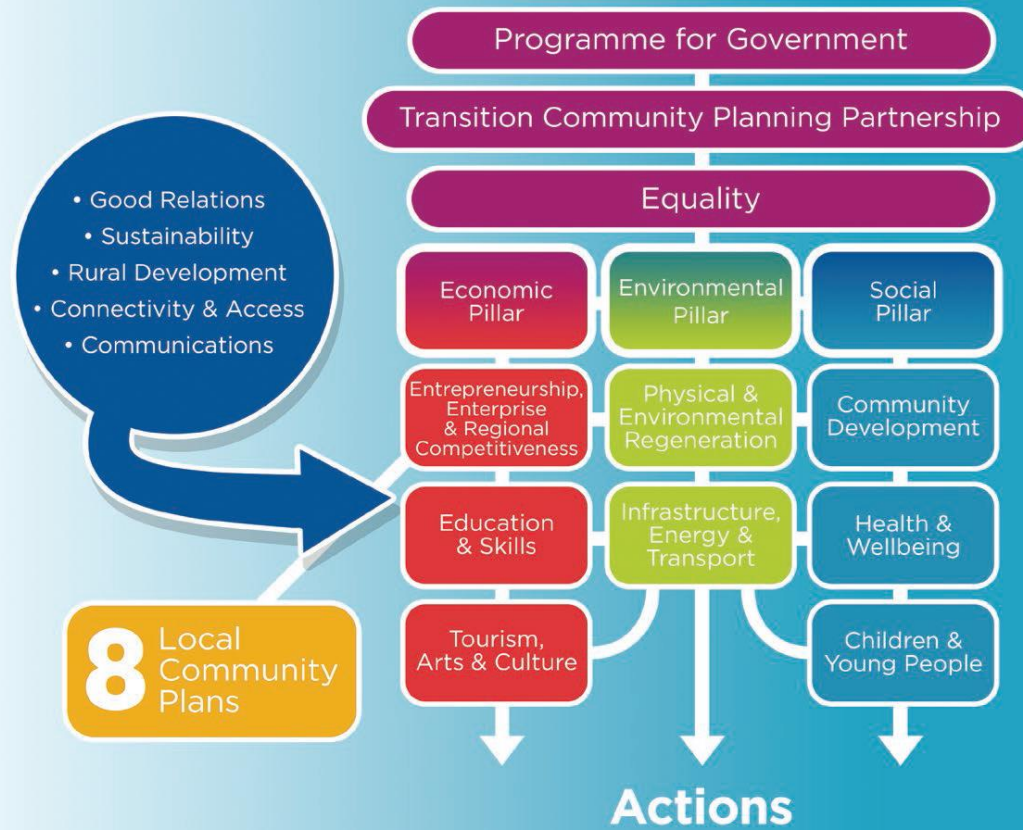 Programme for Government
Transition Community Planning Partnership
Equality
• Good Relations
• Sustainability
• Rural Development
• Connectivity & Access
• Communications
Economic
Pillar
Environmental
Pillar
Social
Pillar
Entrepreneurship,
Enterprise
& Regional
Competitiveness
Physical &
Environmental
Regeneration
Community
Development
Education
& Skills
Infrastructure,
Energy &
Transport
Health &
Wellbeing
8 Local
Community
Plans
Tourism,
Arts & Culture
Children &
Young People
Actions